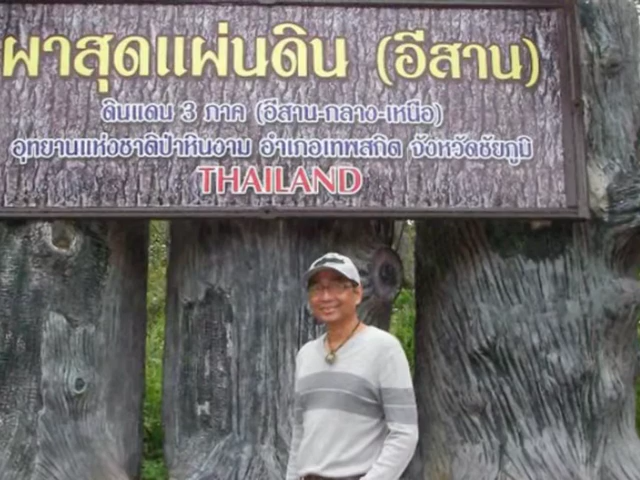 ผาสุดแผ่นดิน (อีสาน)
ดินแดน 3 ภาค (อีสาน-กลาง-เหนือ)
อุทยานแห่งชาติป่าหินงาม อำเภอเทพสถิต จังหวัดชัยภูมิ
THAILAND